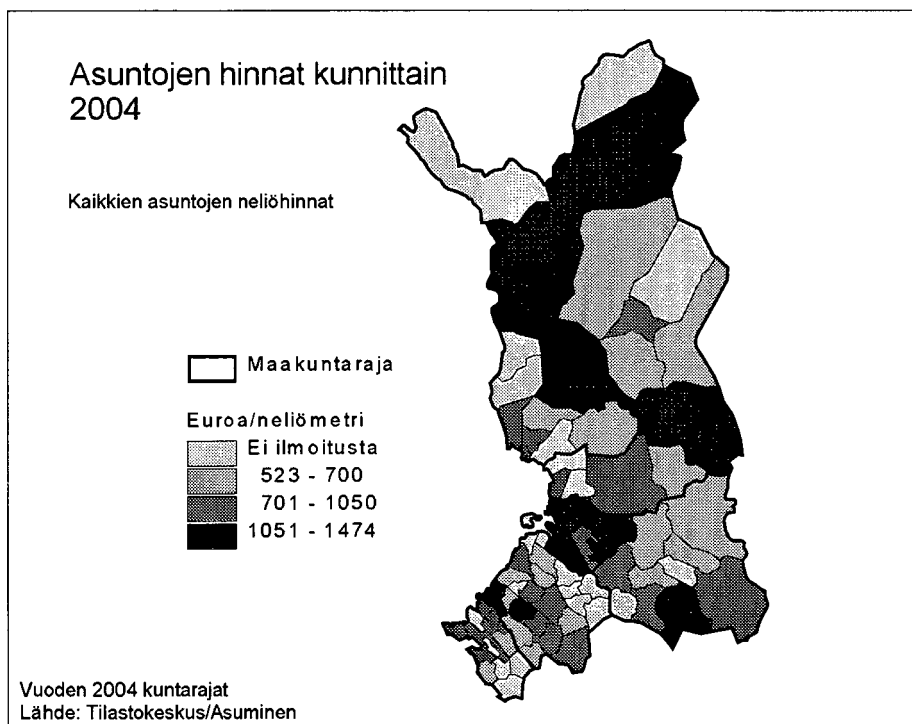 Asuntojen hinnat kunnittain
2004
Kaikkien asuntojen neliöhinnat
Maakuntaraja
Euroa/neliömetri
Ei ilmoitusta
523 - 700
701 - 1050
1051 - 1474
Vuoden 2004 kuntarajat
Lähde: Tilastokeskus/Asuminen